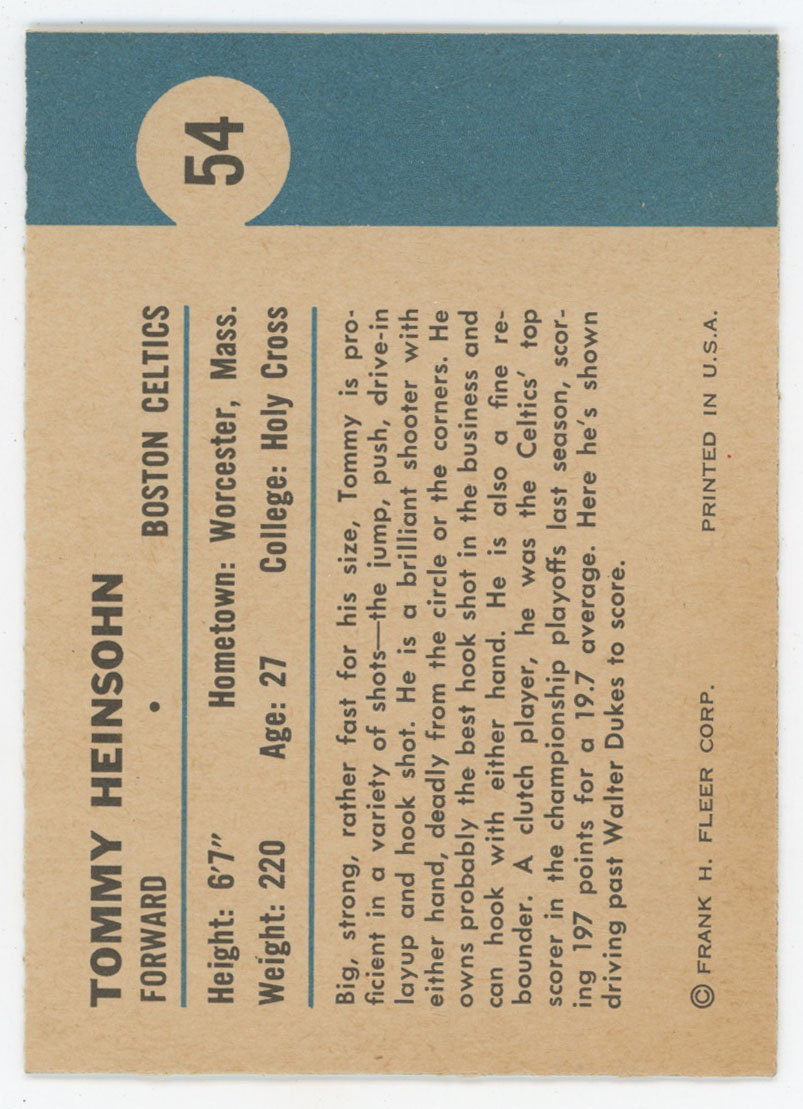 54
TOMMY HEINSOHN
FORWARD • BOSTON CELTICS
Height: 6'7" Hometown: Worcester, Mass.
Weight: 220 Age: 27 College: Holy Cross
Big, strong, rather fast for his size, Tommy is pro-
ficient in a variety of shots—the jump, push, drive-in
layup and hook shot. He is a brilliant shooter with
either hand, deadly from the circle or the corners. He
owns probably the best hook shot in the business and
can hook with either hand. He is also a fine re-
bounder. A clutch player, he was the Celtics' top
scorer in the championship playoffs last season, scor-
ing 197 points for a 19.7 average. Here he's shown
driving past Walter Dukes to score.
© FRANK H. FLEER CORP. PRINTED IN U.S.A.